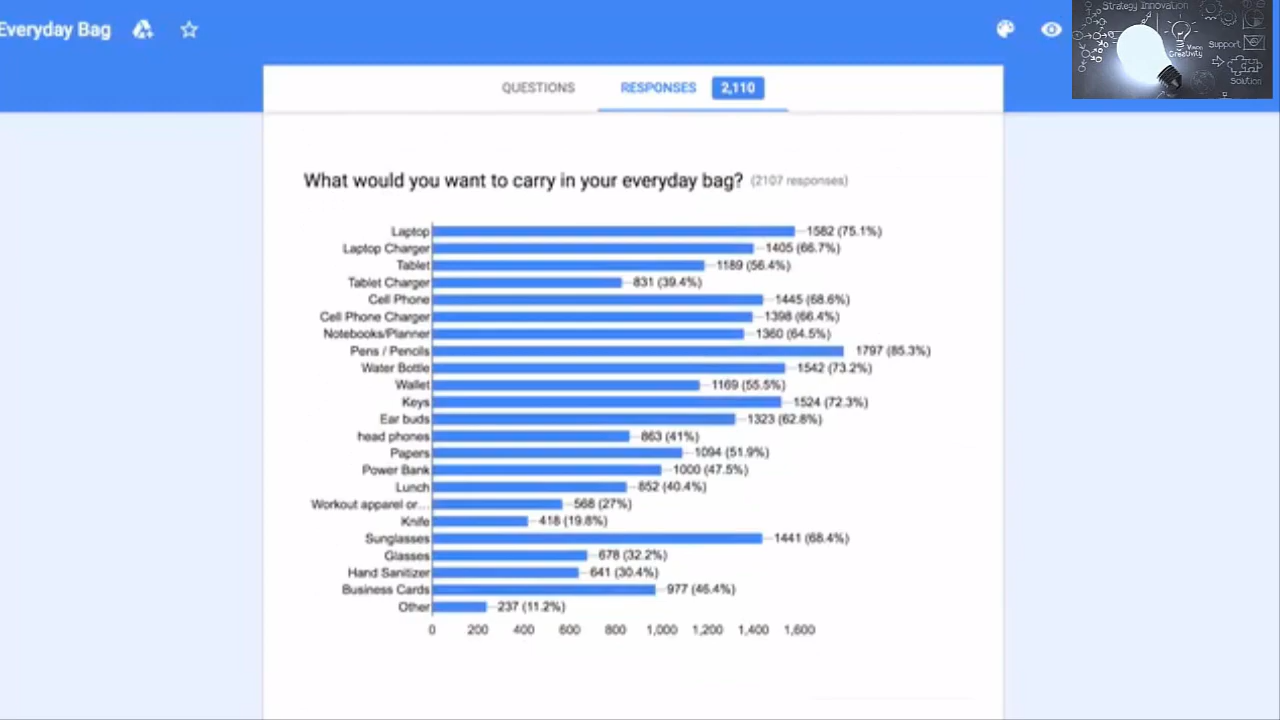 Everyday Bag
Strategy Innovation
Vision
Creativity
Support
Solution
QUESTIONS RESPONSES 2,110
What would you want to carry in your everyday bag? (2107 responses)
Laptop 1582 (75.1%)
Laptop Charger 1405 (66.7%)
Tablet 1189 (56.4%)
Tablet Charger 831 (39.4%)
Cell Phone 1445 (68.6%)
Cell Phone Charger 1398 (66.4%)
Notebooks/Planner 1360 (64.5%)
Pens / Pencils 1797 (85.3%)
Water Bottle 1542 (73.2%)
Wallet 1169 (55.5%)
Keys 1524 (72.3%)
Ear buds 1323 (62.8%)
head phones 863 (41%)
Papers 1094 (51.9%)
Power Bank 1000 (47.5%)
Lunch 852 (40.4%)
Workout apparel or... 568 (27%)
Knife 418 (19.8%)
Sunglasses 1441 (68.4%)
Glasses 678 (32.2%)
Hand Sanitizer 641 (30.4%)
Business Cards 977 (46.4%)
Other 237 (11.2%)
0 200 400 600 800 1,000 1,200 1,400 1,600